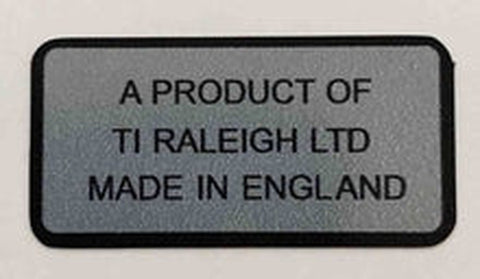 A PRODUCT OF
TI RALEIGH LTD
MADE IN ENGLAND